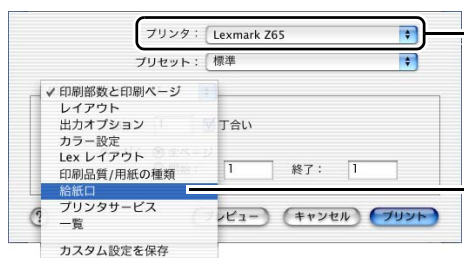 プリンタ： Lexmark Z65
プリセット： 標準
✓ 印刷部数と印刷ページ
レイアウト
出力オプション
丁合い
カラー設定
Lex レイアウト
印刷品質/用紙の種類
1 終了： 1
給紙口
プリンタサービス
一覧
カスタム設定を保存
? プレビュー キャンセル プリント